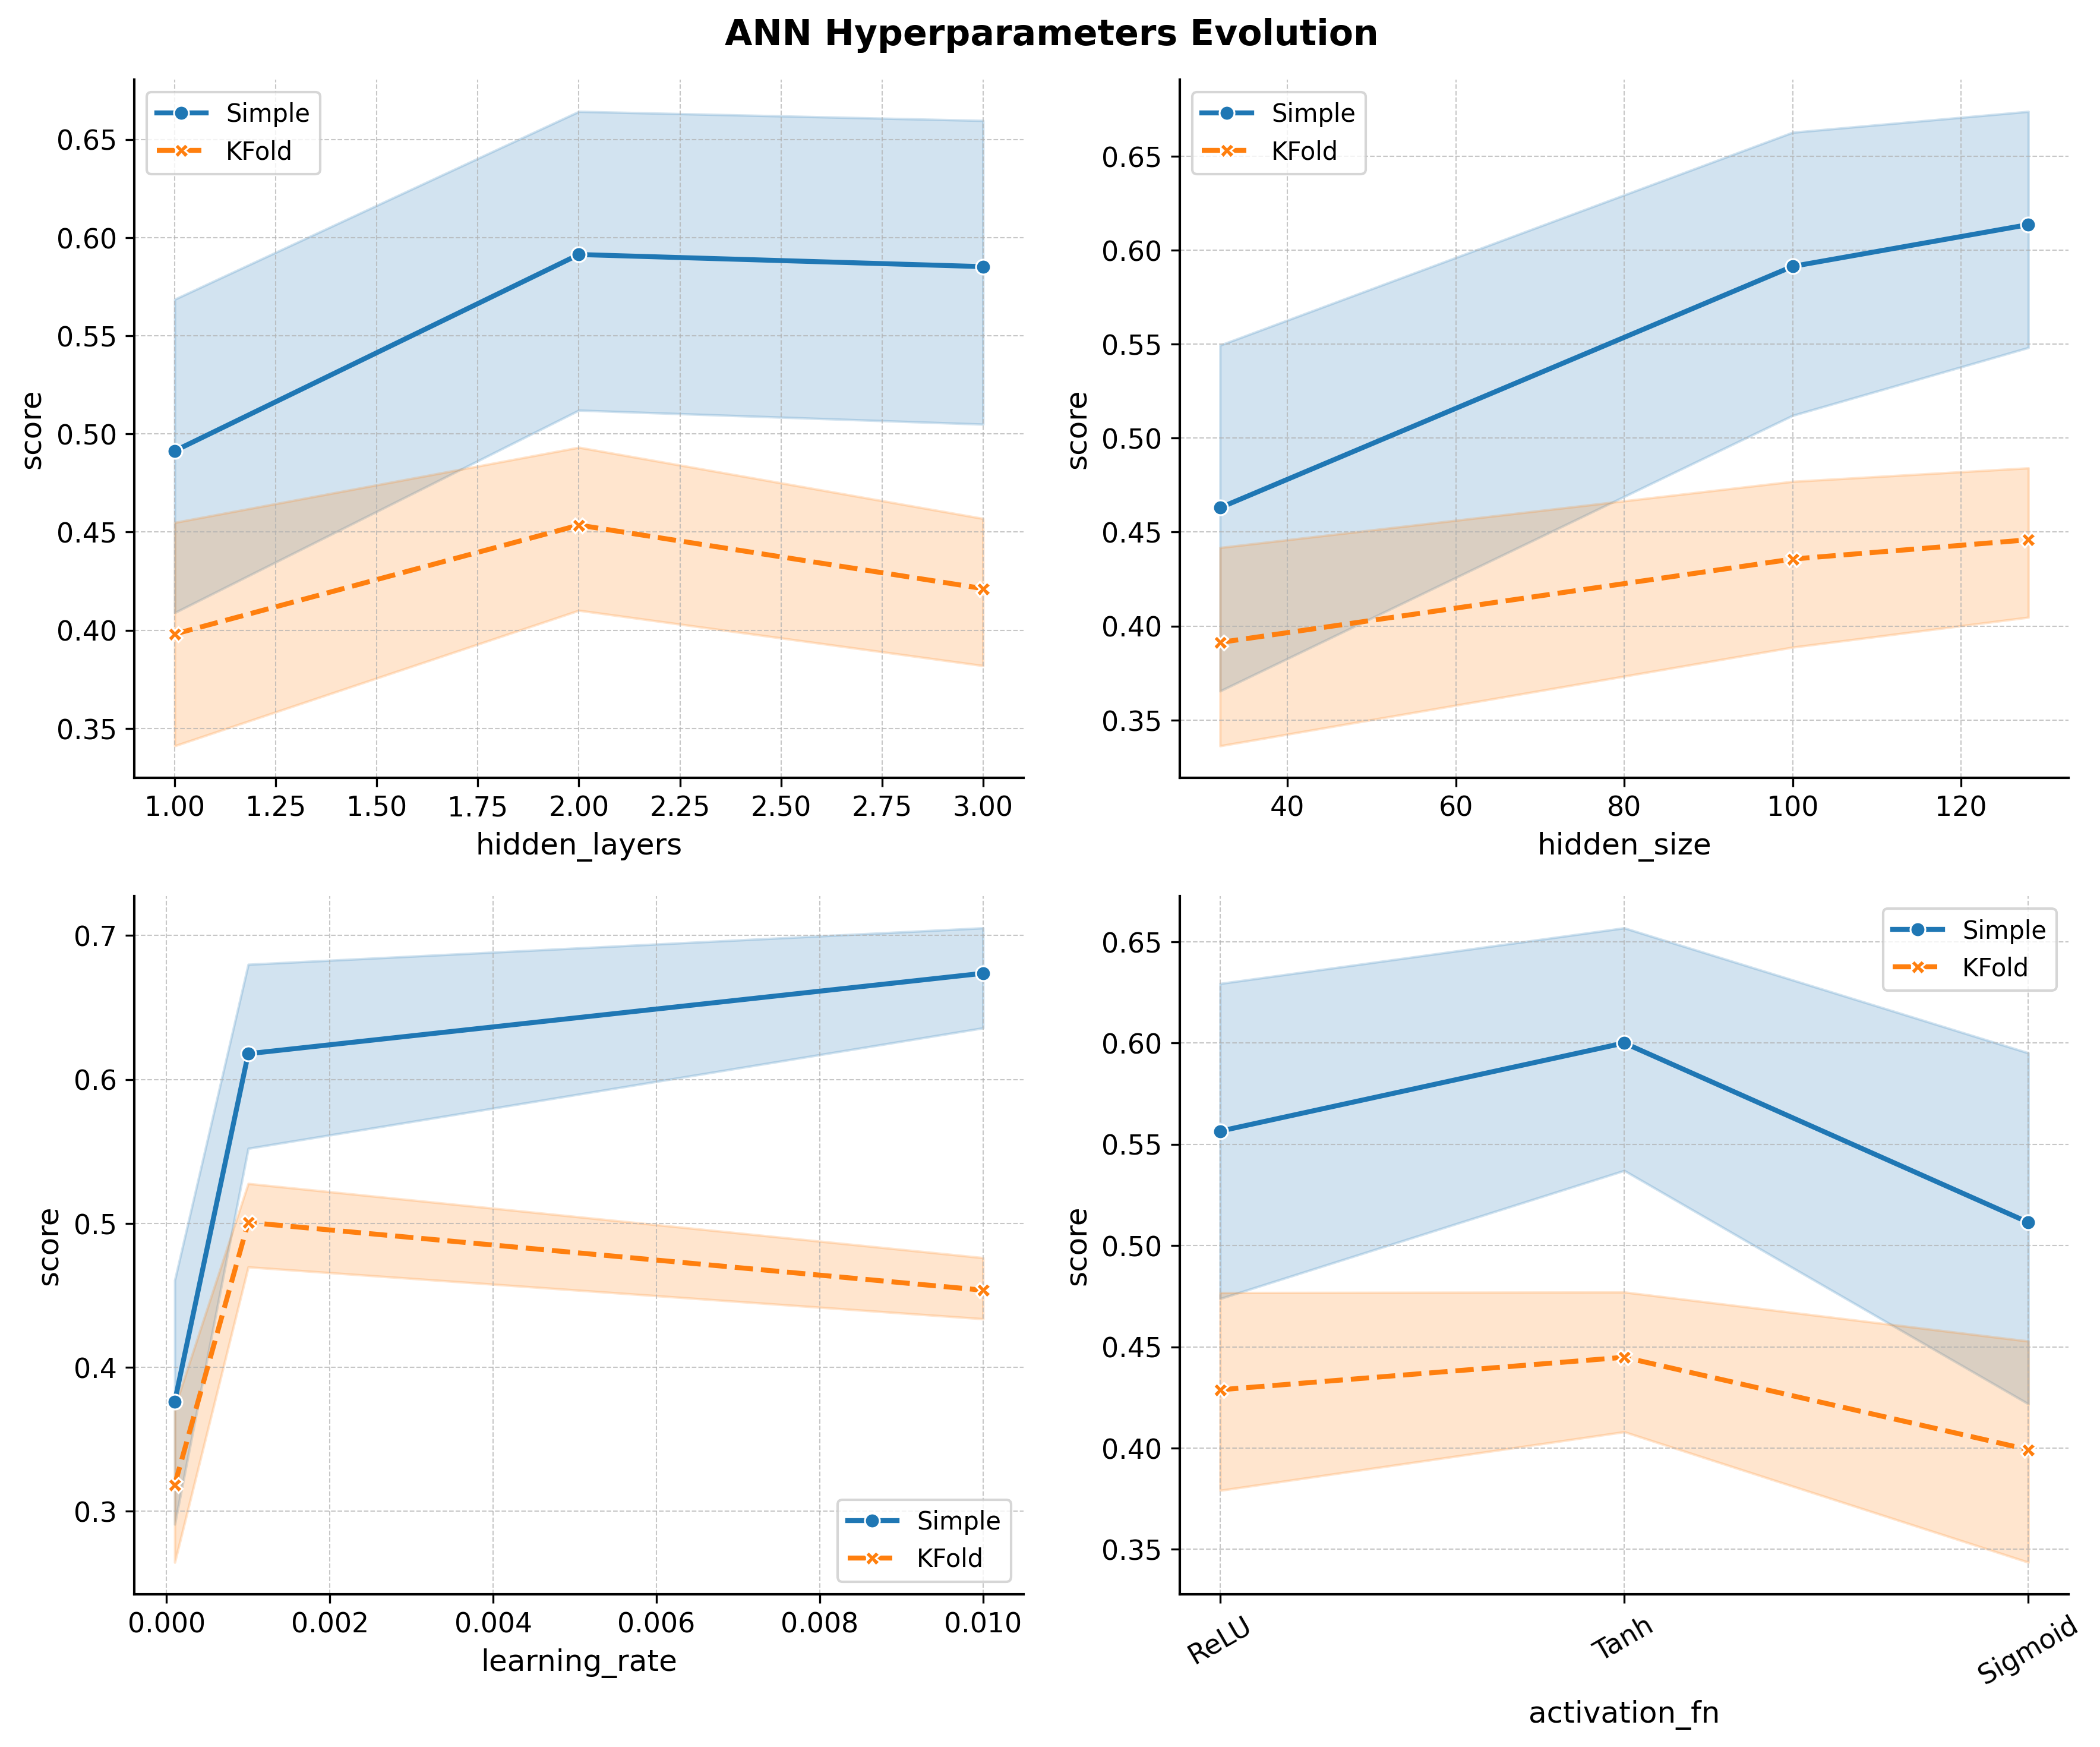 ANN Hyperparameters Evolution
Simple
KFold
0.65
0.60
0.55
0.50
0.45
0.40
0.35
score
1.00 1.25 1.50 1.75 2.00 2.25 2.50 2.75 3.00
hidden_layers
Simple
KFold
0.65
0.60
0.55
0.50
0.45
0.40
0.35
score
40 60 80 100 120
hidden_size
0.7
0.6
0.5
0.4
0.3
score
Simple
KFold
0.000 0.002 0.004 0.006 0.008 0.010
learning_rate
Simple
KFold
0.65
0.60
0.55
0.50
0.45
0.40
0.35
score
ReLU Tanh Sigmoid
activation_fn